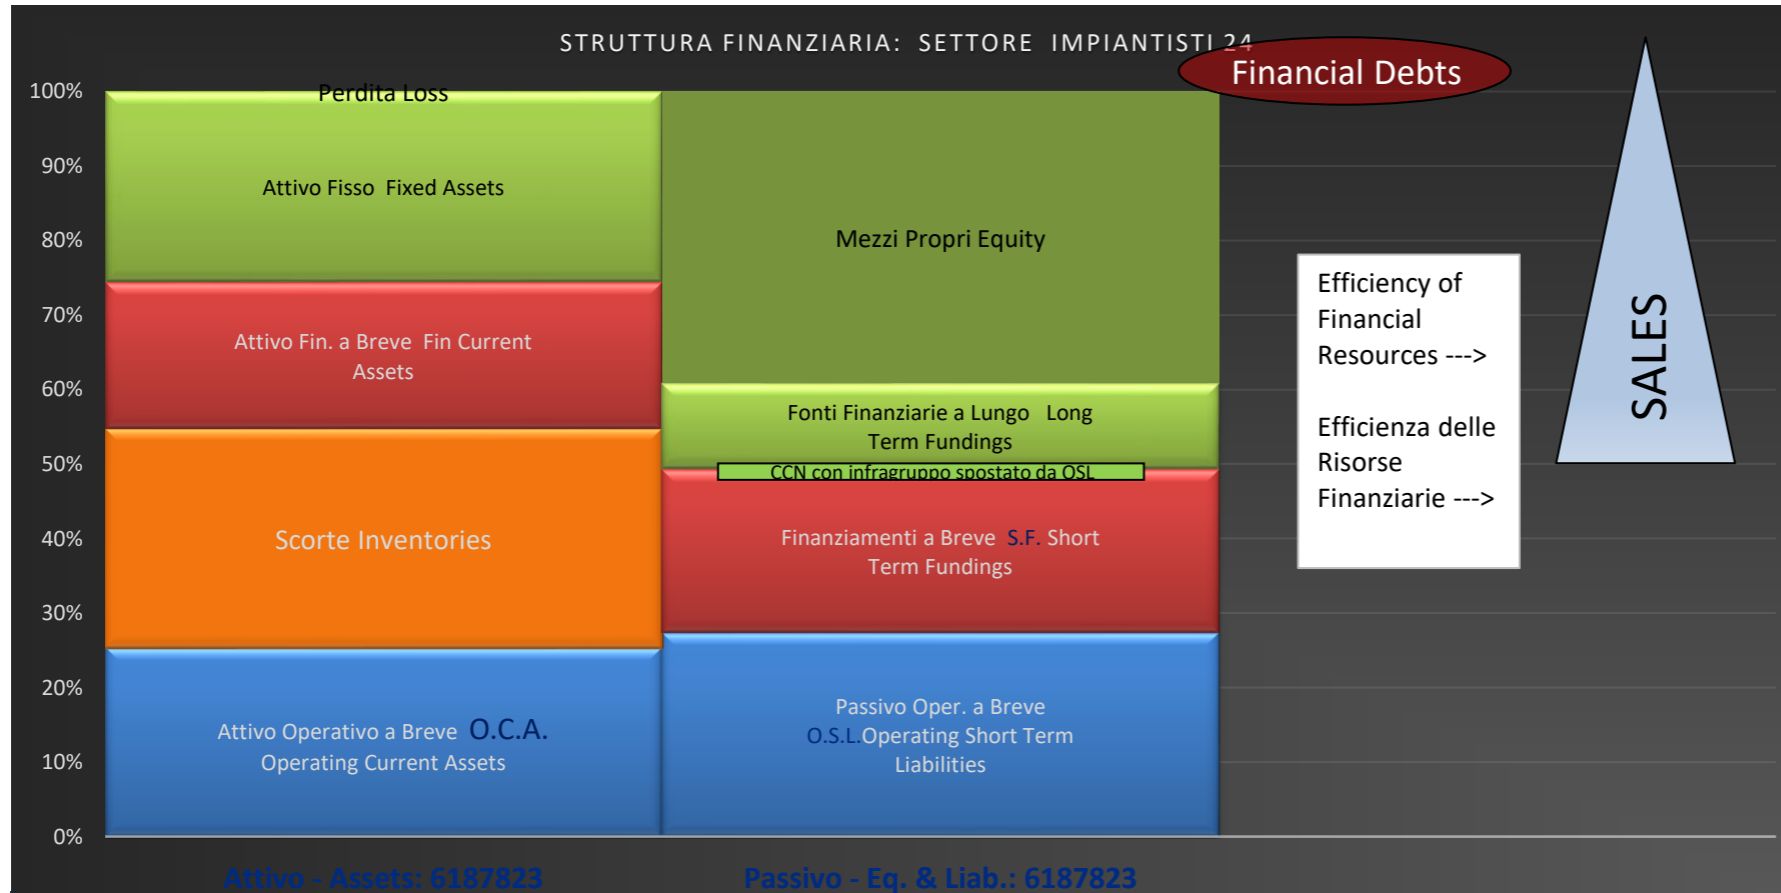 STRUTTURA FINANZIARIA: SETTORE IMPIANTISTI 24
Financial Debts
100%
90%
80%
70%
60%
50%
40%
30%
20%
10%
0%
Perdita Loss
Attivo Fisso Fixed Assets
Attivo Fin. a Breve Fin Current
Assets
Scorte Inventories
Attivo Operativo a Breve O.C.A.
Operating Current Assets
Mezzi Propri Equity
Fonti Finanziarie a Lungo Long
Term Fundings
CCN con infragruppo spostato da OSL
Finanziamenti a Breve S.F. Short
Term Fundings
Passivo Oper. a Breve
O.S.L.Operating Short Term
Liabilities
Efficiency of
Financial
Resources --->
Efficienza delle
Risorse
Finanziarie --->
SALES
Attivo - Assets: 6187823
Passivo - Eq. & Liab.: 6187823